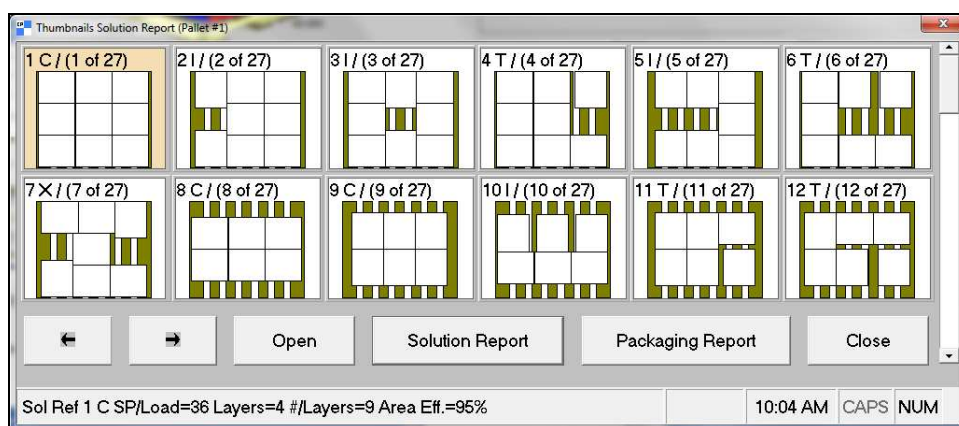 Thumbnails Solution Report (Pallet #1)
1 C / (1 of 27)
2 I / (2 of 27)
3 I / (3 of 27)
4 T / (4 of 27)
5 I / (5 of 27)
6 T / (6 of 27)
7 X / (7 of 27)
8 C / (8 of 27)
9 C / (9 of 27)
10 I / (10 of 27)
11 T / (11 of 27)
12 T / (12 of 27)
Open
Solution Report
Packaging Report
Close
Sol Ref 1 C SP/Load=36 Layers=4 #/Layers=9 Area Eff.=95%
10:04 AM
CAPS
NUM